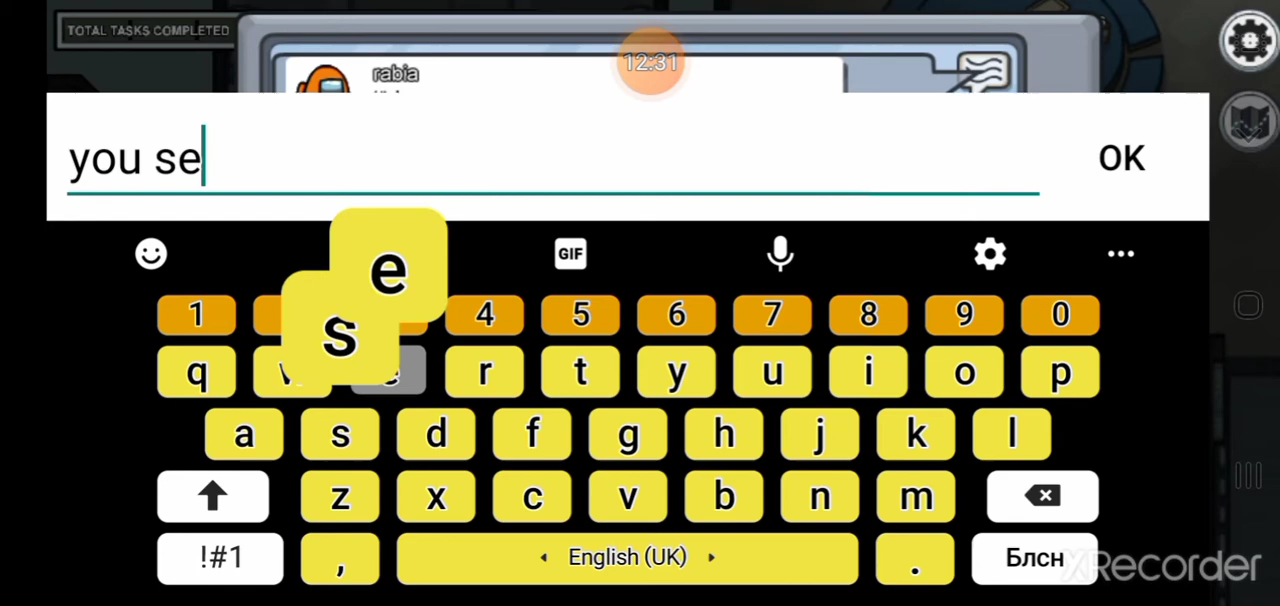 TOTAL TASKS COMPLETED
rabia
12:31
you se
OK
GIF
e
s
1 4 5 6 7 8 9 0
q r t y u i o p
a s d f g h j k l
z x c v b n m
!#1 , English (UK) . Блсн
XRecorder